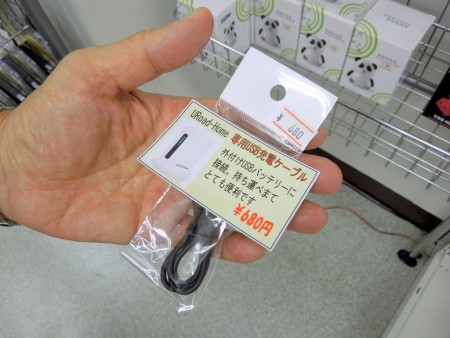 ¥ 680
URoad-Home 専用USB充電ケーブル
外付けUSBバッテリーに
接続。持ち運べまて
とても便利です
¥680円